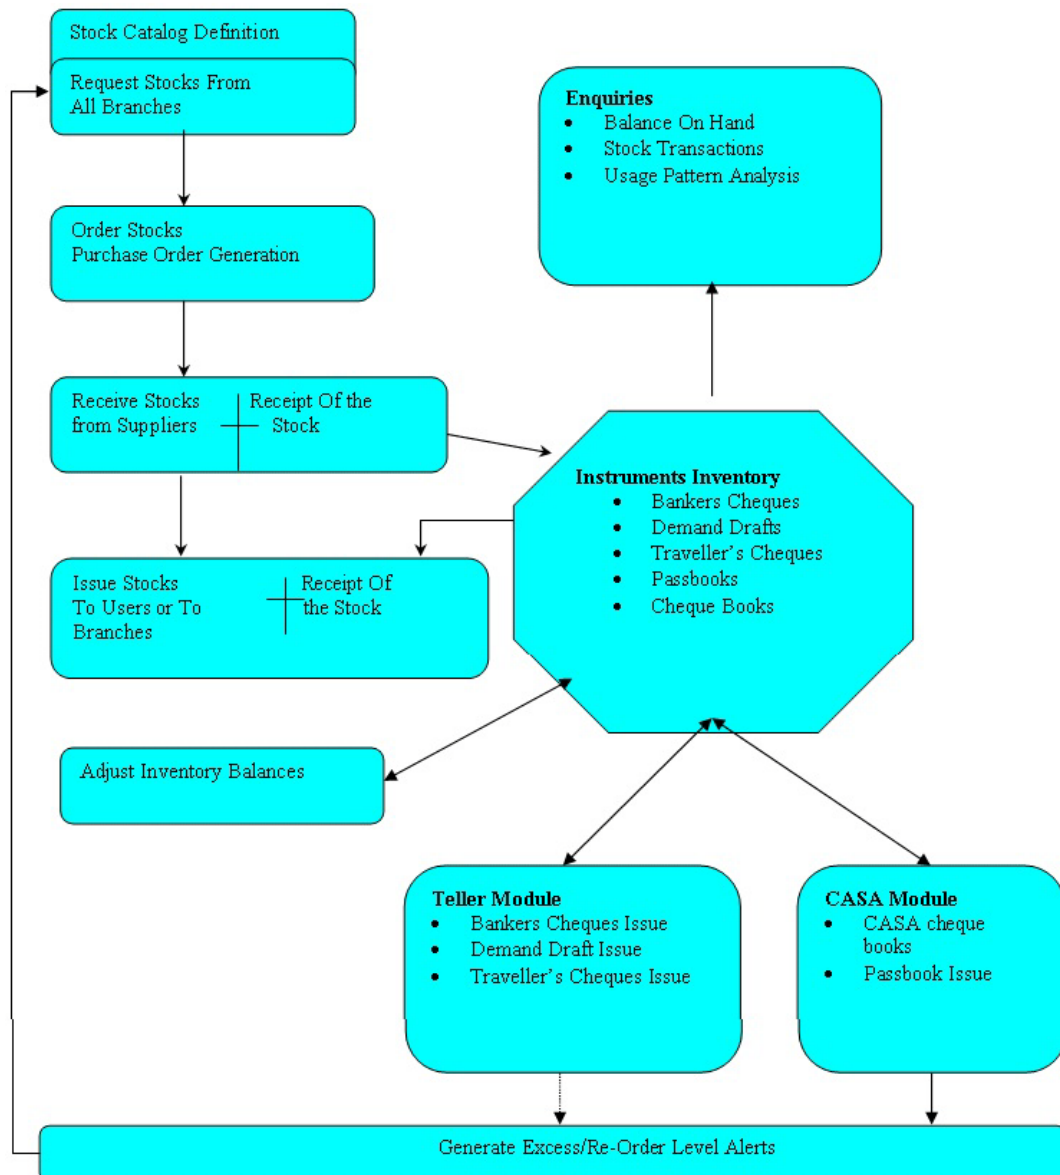 Stock Catalog Definition
Request Stocks From
All Branches
Enquiries
• Balance On Hand
• Stock Transactions
• Usage Pattern Analysis
Order Stocks
Purchase Order Generation
Receive Stocks
from Suppliers
Receipt Of the
Stock
Instruments Inventory
• Bankers Cheques
• Demand Drafts
• Traveller's Cheques
• Passbooks
• Cheque Books
Issue Stocks
To Users or To
Branches
Receipt Of
the Stock
Adjust Inventory Balances
Teller Module
• Bankers Cheques Issue
• Demand Draft Issue
• Traveller's Cheques Issue
CASA Module
• CASA cheque
books
• Passbook Issue
Generate Excess/Re-Order Level Alerts